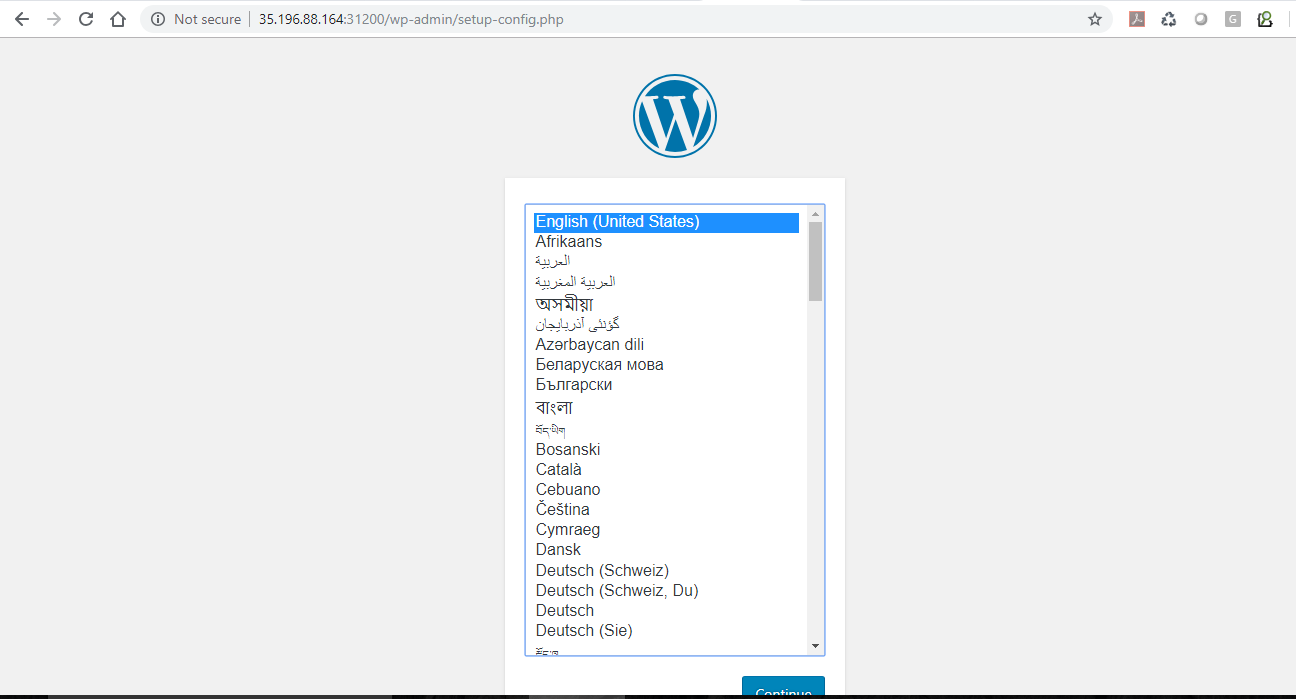 Not secure | 35.196.88.164:31200/wp-admin/setup-config.php
English (United States)
Afrikaans
العربية
العربية المغربية
অসমীয়া
گؤنئی آذربایجان
Azərbaycan dili
Беларуская мова
Български
বাংলা
བོད་ཡིག
Bosanski
Català
Cebuano
Čeština
Cymraeg
Dansk
Deutsch (Schweiz)
Deutsch (Schweiz, Du)
Deutsch
Deutsch (Sie)
Continue